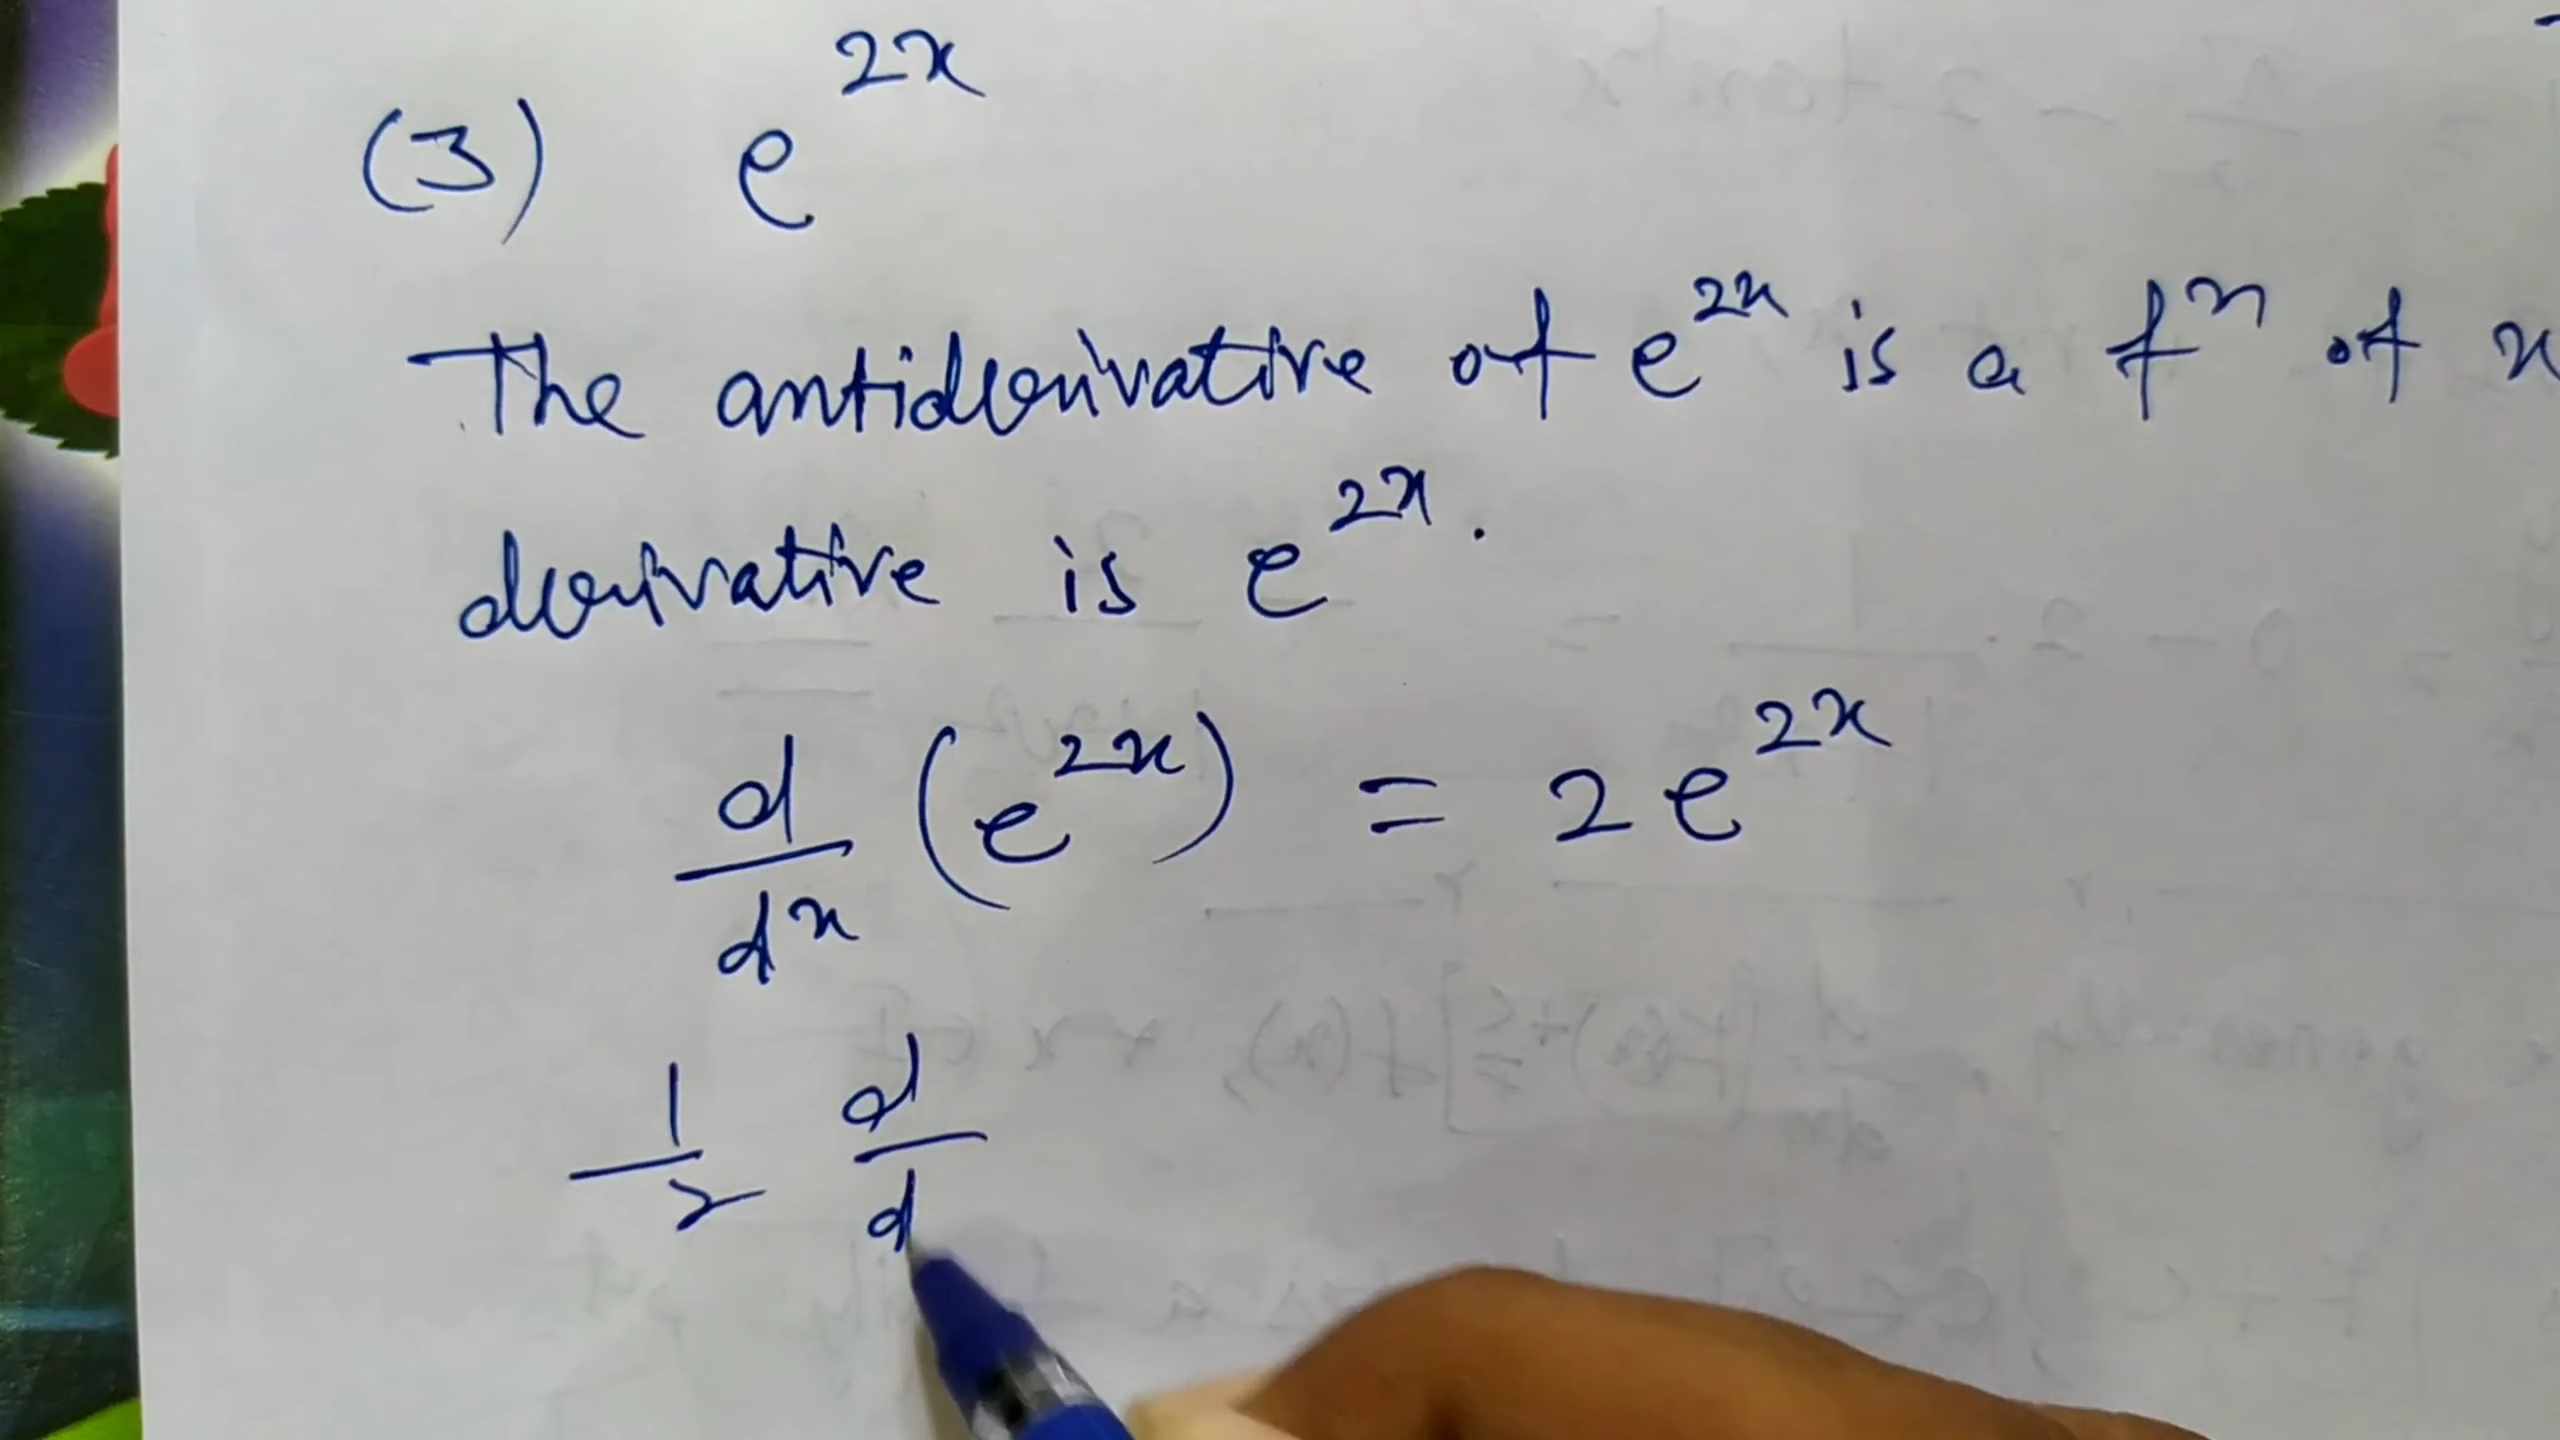 (3) e^{2x}
The antiderivative of e^{2x} is a f^n of x
derivative is e^{2x}.
d/dx (e^{2x}) = 2e^{2x}
1/2 d/d